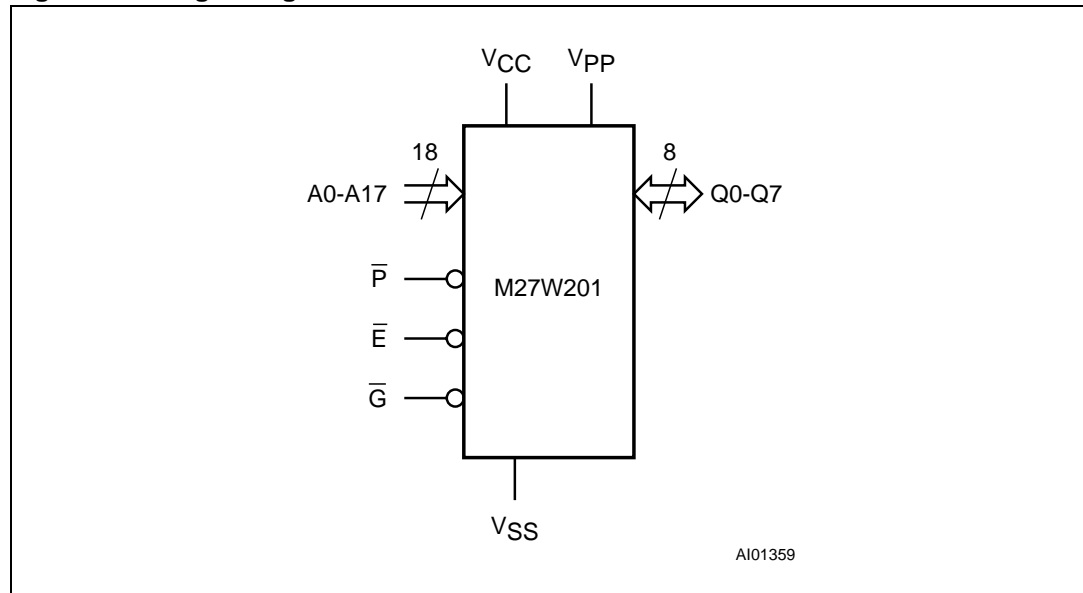 VCC VPP
18 8
A0-A17 Q0-Q7
P̅ M27W201
E̅
G̅
VSS
AI01359